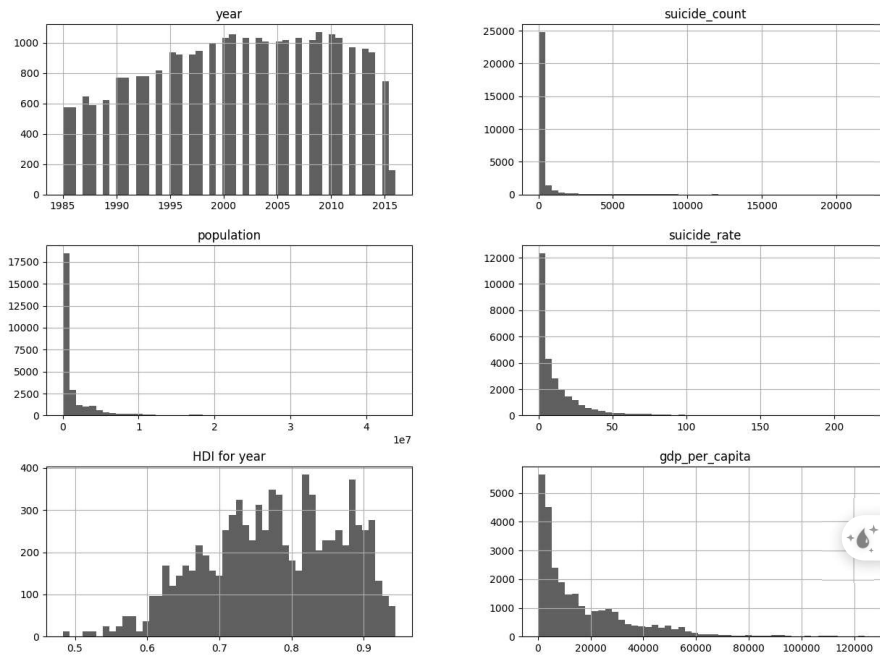 year
1000
800
600
400
200
0
1985 1990 1995 2000 2005 2010 2015
suicide_count
25000
20000
15000
10000
5000
0
0 5000 10000 15000 20000
population
17500
15000
12500
10000
7500
5000
2500
0
0 1 2 3 4
1e7
suicide_rate
12000
10000
8000
6000
4000
2000
0
0 50 100 150 200
HDI for year
400
300
200
100
0
0.5 0.6 0.7 0.8 0.9
gdp_per_capita
5000
4000
3000
2000
1000
0
0 20000 40000 60000 80000 100000 120000